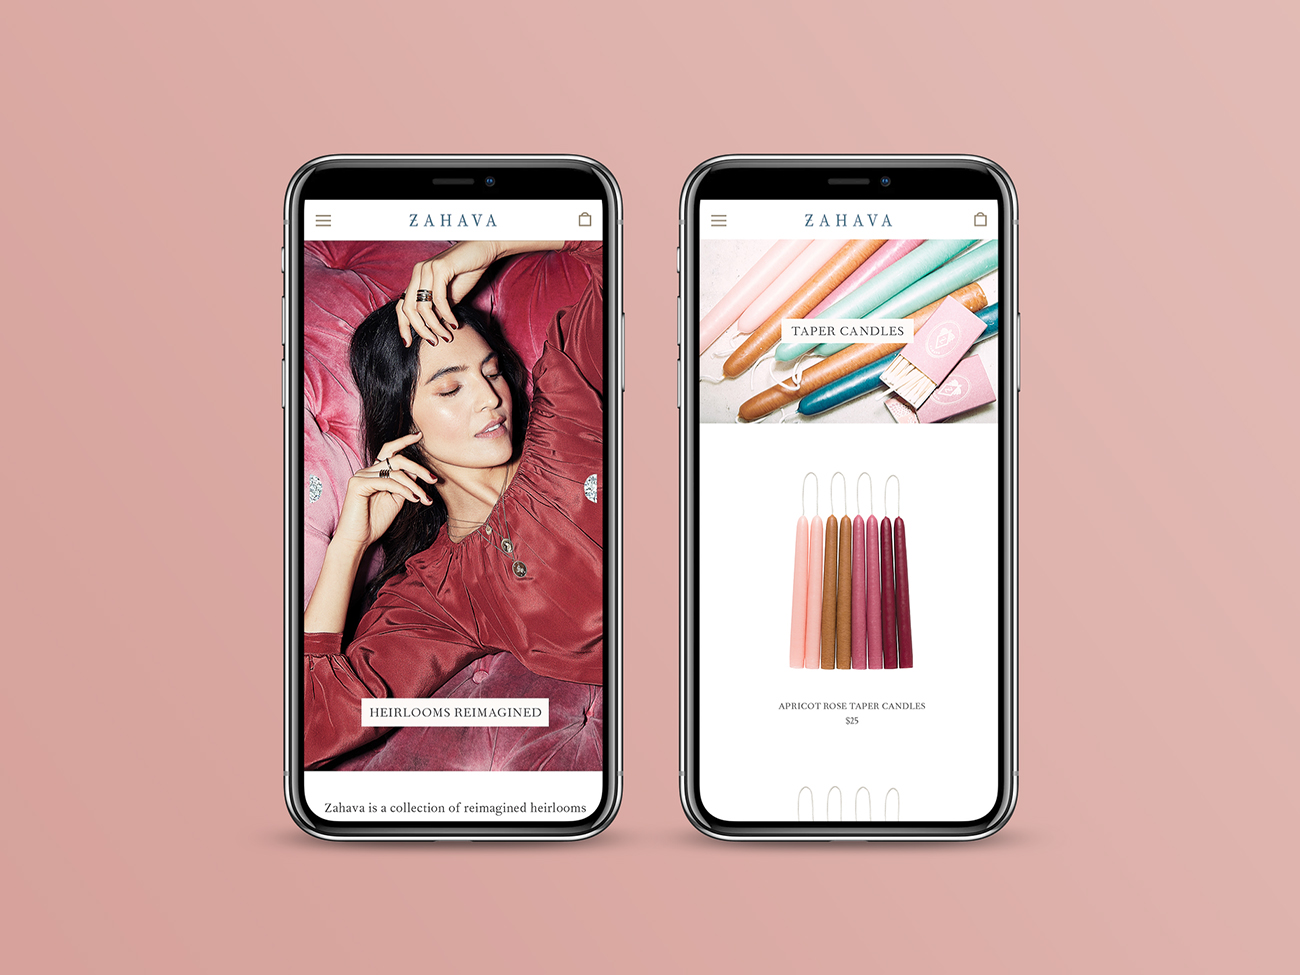 ZAHAVA
HEIRLOOMS REIMAGINED
Zahava is a collection of reimagined heirlooms
ZAHAVA
TAPER CANDLES
APRICOT ROSE TAPER CANDLES
$25